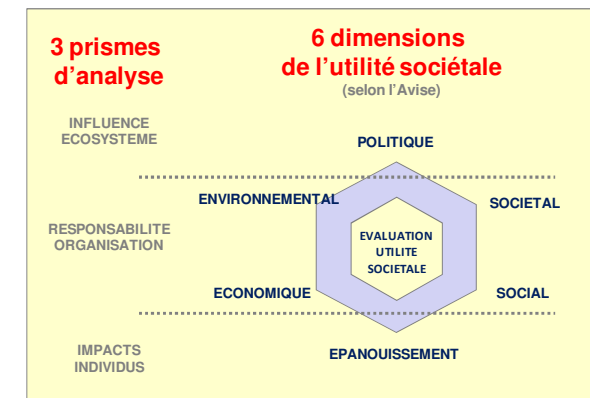 3 prismes
d'analyse
6 dimensions
de l'utilité sociétale
(selon l'Avise)
INFLUENCE
ECOSYSTEME
POLITIQUE
ENVIRONNEMENTAL
SOCIETAL
RESPONSABILITE
ORGANISATION
EVALUATION
UTILITE
SOCIETALE
ECONOMIQUE
SOCIAL
IMPACTS
INDIVIDUS
EPANOUISSEMENT